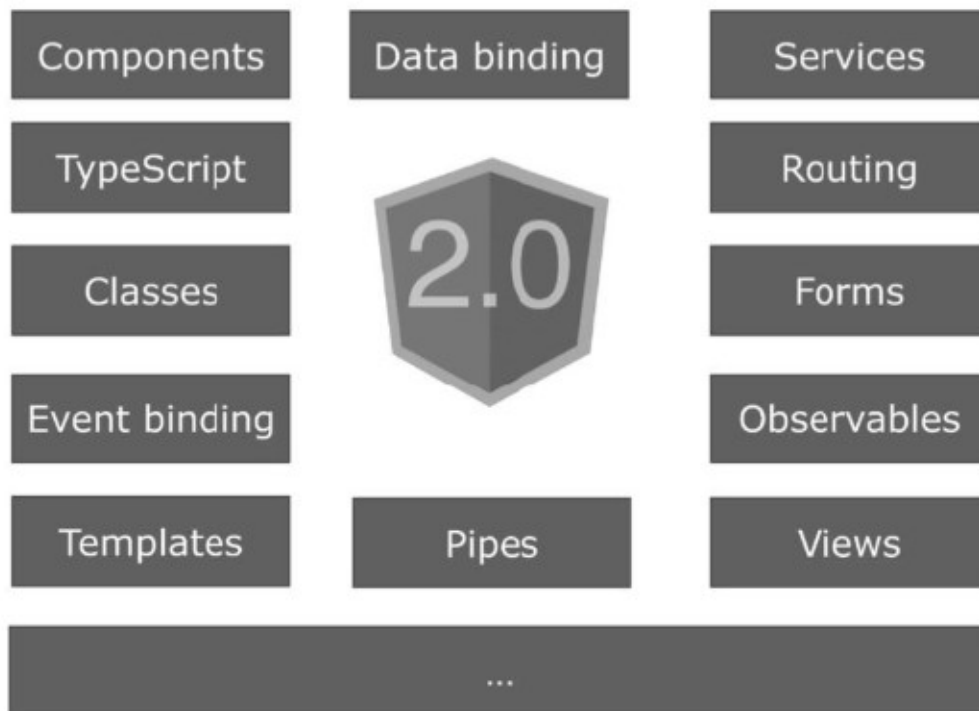 Components
Data binding
Services
TypeScript
Routing
2.0
Classes
Forms
Event binding
Observables
Templates
Pipes
Views
...